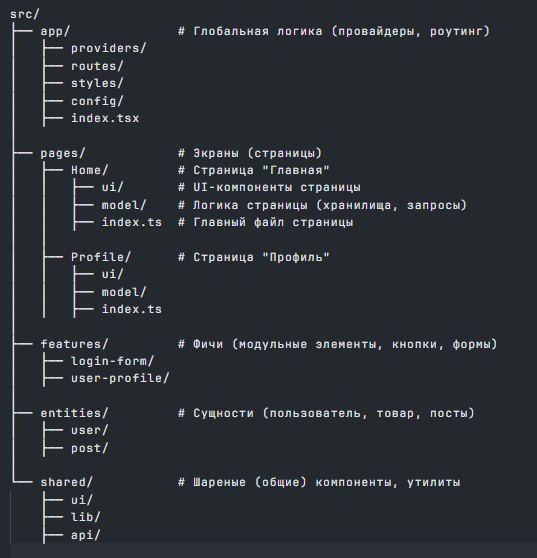 src/
├── app/              # Глобальная логика (провайдеры, роутинг)
│   ├── providers/
│   ├── routes/
│   ├── styles/
│   ├── config/
│   ├── index.tsx
│
├── pages/            # Экраны (страницы)
│   ├── Home/         # Страница "Главная"
│   │   ├── ui/       # UI-компоненты страницы
│   │   ├── model/    # Логика страницы (хранилища, запросы)
│   │   ├── index.ts  # Главный файл страницы
│   │
│   ├── Profile/      # Страница "Профиль"
│   │   ├── ui/
│   │   ├── model/
│   │   ├── index.ts
│
├── features/         # Фичи (модульные элементы, кнопки, формы)
│   ├── login-form/
│   ├── user-profile/
│
├── entities/         # Сущности (пользователь, товар, посты)
│   ├── user/
│   ├── post/
│
└── shared/           # Шареные (общие) компоненты, утилиты
    ├── ui/
    ├── lib/
    ├── api/